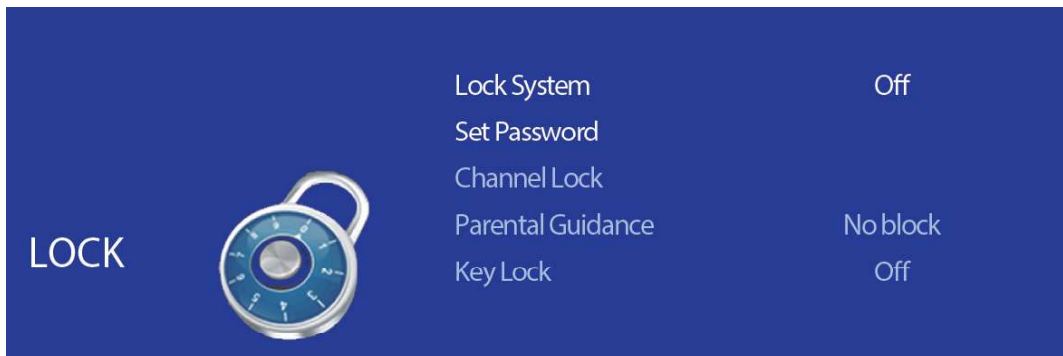 Lock System Off
Set Password
Channel Lock
Parental Guidance No block
Key Lock Off
LOCK